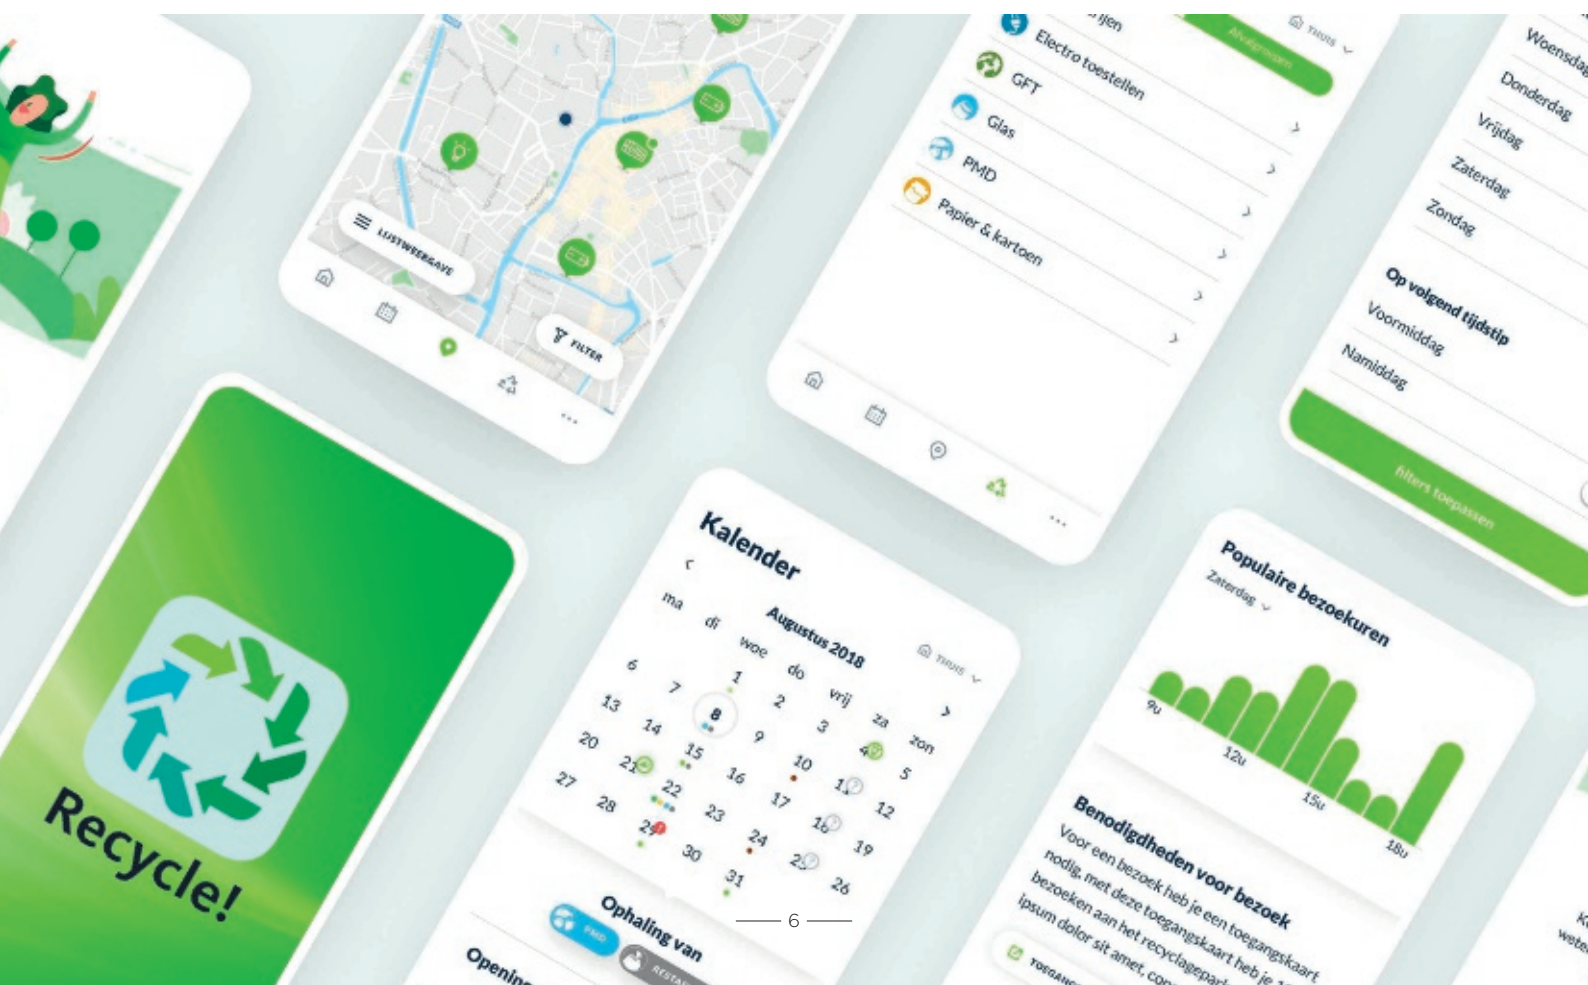 LIJSTWEERGAVE
FILTER
Afvalgroepen
THUIS
Electro toestellen
GFT
Glas
PMD
Papier & kartoen
Woensdag
Donderdag
Vrijdag
Zaterdag
Zondag
Op volgend tijdstip
Voormiddag
Namiddag
filters toepassen
Recycle!
Kalender
Augustus 2018
THUIS
ma di woe do vrij za zon
1 2 3 4 5
6 7 8 9 10 11 12
13 14 15 16 17 18 19
20 21 22 23 24 25 26
27 28 29 30 31
Ophaling van
PMD
Populaire bezoekuren
Zaterdag
9u 12u 15u 18u
Benodigdheden voor bezoek
Voor een bezoek heb je een toegangskaart
nodig, met deze toegangskaart heb je
bezoeken aan het recyclagepark
ipsum dolor sit amet,
6